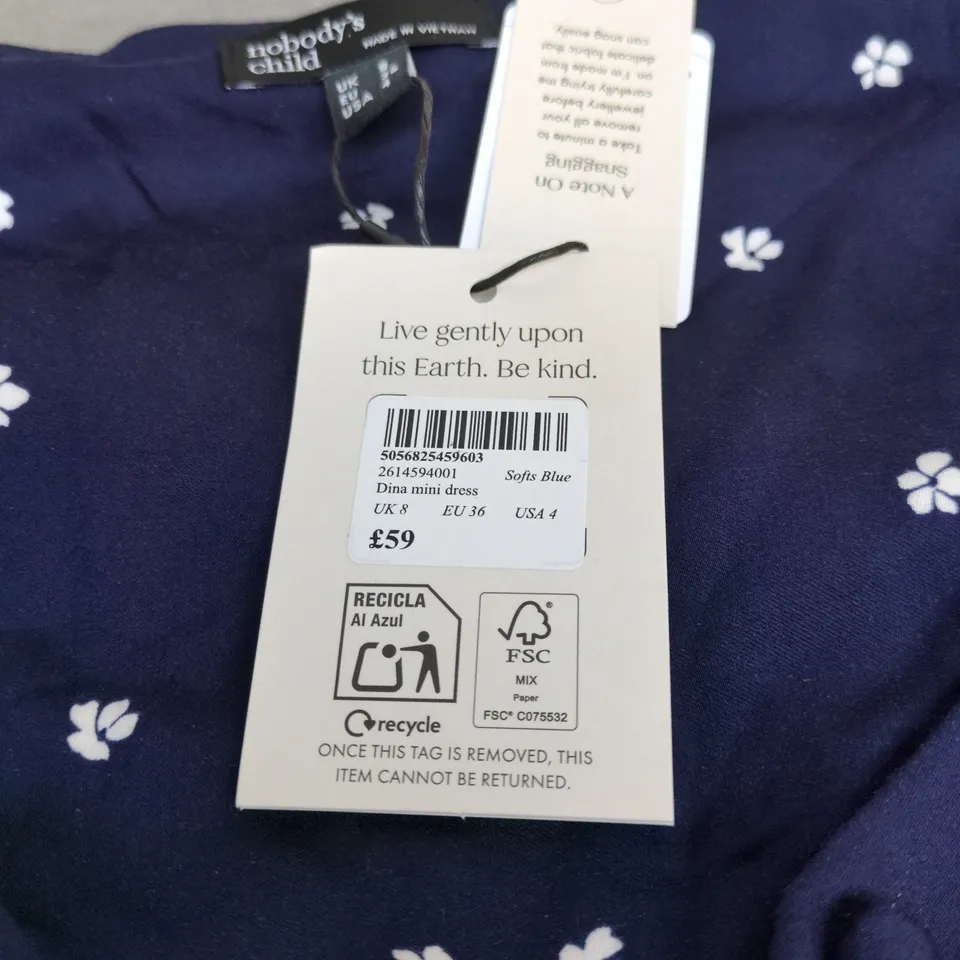 nobody's
child
MADE IN VIETNAM
UK 8
EU
USA 4
A Note On
Snagging
Take a minute to
remove all your
jewellery before
carefully trying me
on. I'm made from
delicate fabric that
can snag easily.
Live gently upon
this Earth. Be kind.
5056825459603
2614594001 Softs Blue
Dina mini dress
UK 8 EU 36 USA 4
£59
RECICLA
Al Azul
FSC®
MIX
Paper
FSC® C075532
recycle
ONCE THIS TAG IS REMOVED, THIS
ITEM CANNOT BE RETURNED.